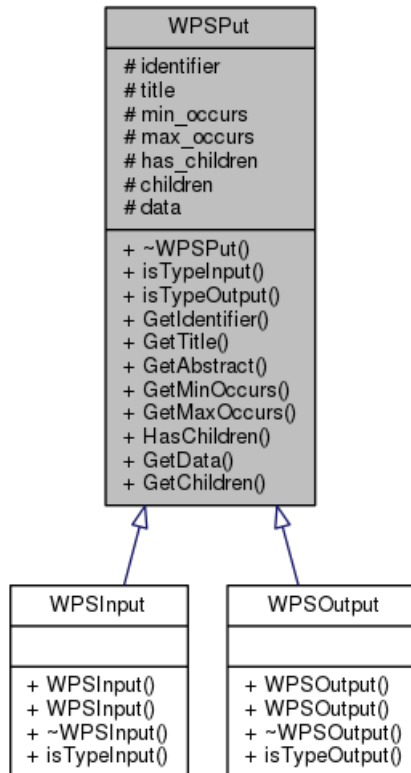 WPSPut
# identifier
# title
# min_occurs
# max_occurs
# has_children
# children
# data
+ ~WPSPut()
+ isTypeInput()
+ isTypeOutput()
+ GetIdentifier()
+ GetTitle()
+ GetAbstract()
+ GetMinOccurs()
+ GetMaxOccurs()
+ HasChildren()
+ GetData()
+ GetChildren()
WPSInput
+ WPSInput()
+ WPSInput()
+ ~WPSInput()
+ isTypeInput()
WPSOutput
+ WPSOutput()
+ WPSOutput()
+ ~WPSOutput()
+ isTypeOutput()